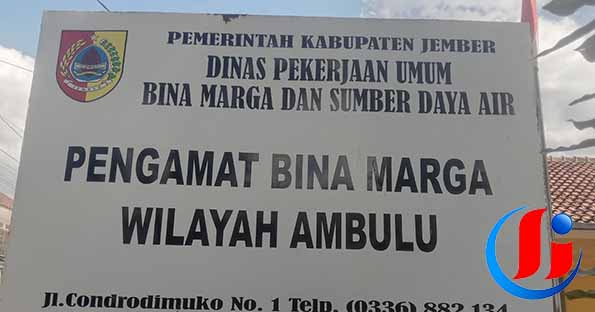 PEMERINTAH KABUPATEN JEMBER
DINAS PEKERJAAN UMUM
BINA MARGA DAN SUMBER DAYA AIR
PENGAMAT BINA MARGA
WILAYAH AMBULU
Jl.Condrodimuko No. 1 Telp. (0336) 882 134